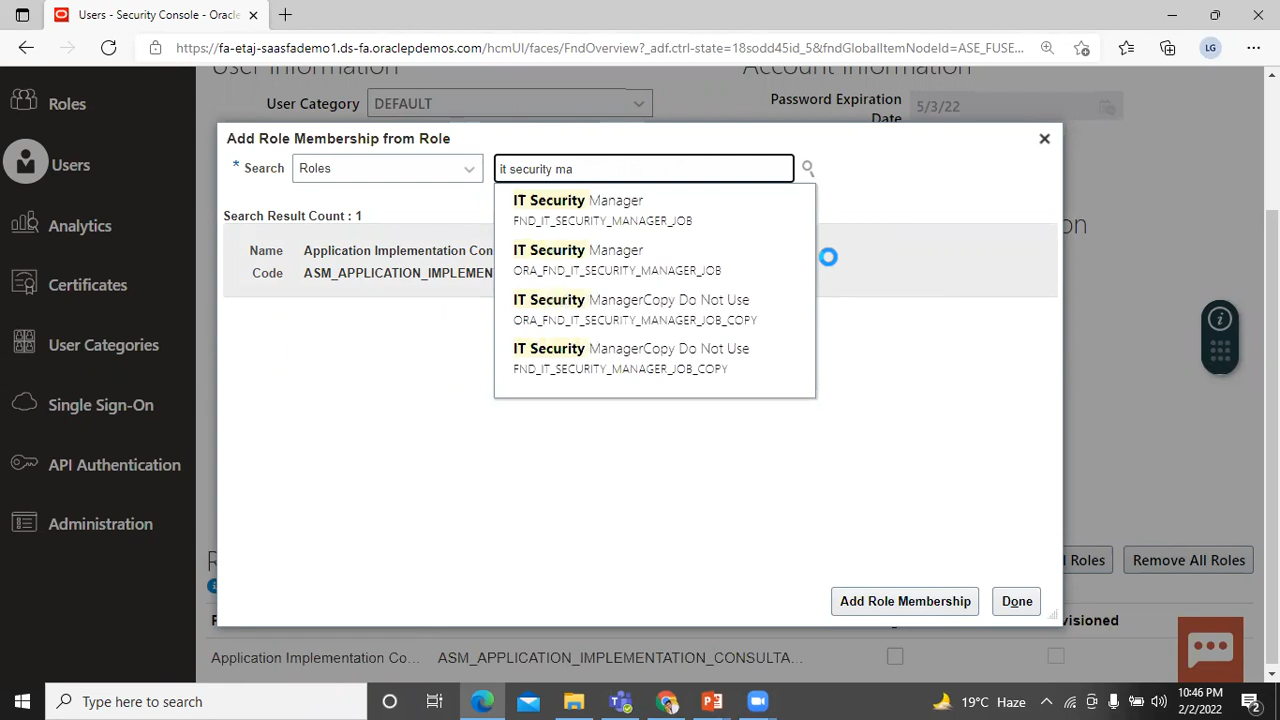 Users - Security Console - Oracle
https://fa-etaj-saasfademo1.ds-fa.oraclepdemos.com/hcmUI/faces/FndOverview?_adf.ctrl-state=18scrd45id_5&fndGlobalItemNodeId=ASE_FUSE...
LG
Roles
Users
Analytics
Certificates
User Categories
Single Sign-On
API Authentication
Administration
User Information
Account Information
User Category
DEFAULT
Password Expiration
Date
5/3/22
Add Role Membership from Role
* Search
Roles
it security ma
IT Security Manager
FND_IT_SECURITY_MANAGER_JOB
IT Security Manager
ORA_FND_IT_SECURITY_MANAGER_JOB
IT Security ManagerCopy Do Not Use
ORA_FND_IT_SECURITY_MANAGER_JOB_COPY
IT Security ManagerCopy Do Not Use
FND_IT_SECURITY_MANAGER_JOB_COPY
Search Result Count : 1
Name
Application Implementation Con
Code
ASM_APPLICATION_IMPLEMEN
Add Role Membership
Done
Roles
Remove All Roles
Application Implementation Co...
ASM_APPLICATION_IMPLEMENTATION_CONSULTA...
Type here to search
19°C Haze
10:46 PM
2/2/2022
2